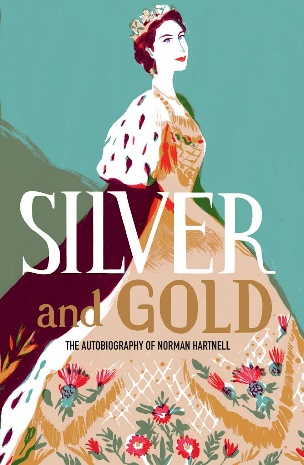 SILVER
and GOLD
THE AUTOBIOGRAPHY OF NORMAN HARTNELL